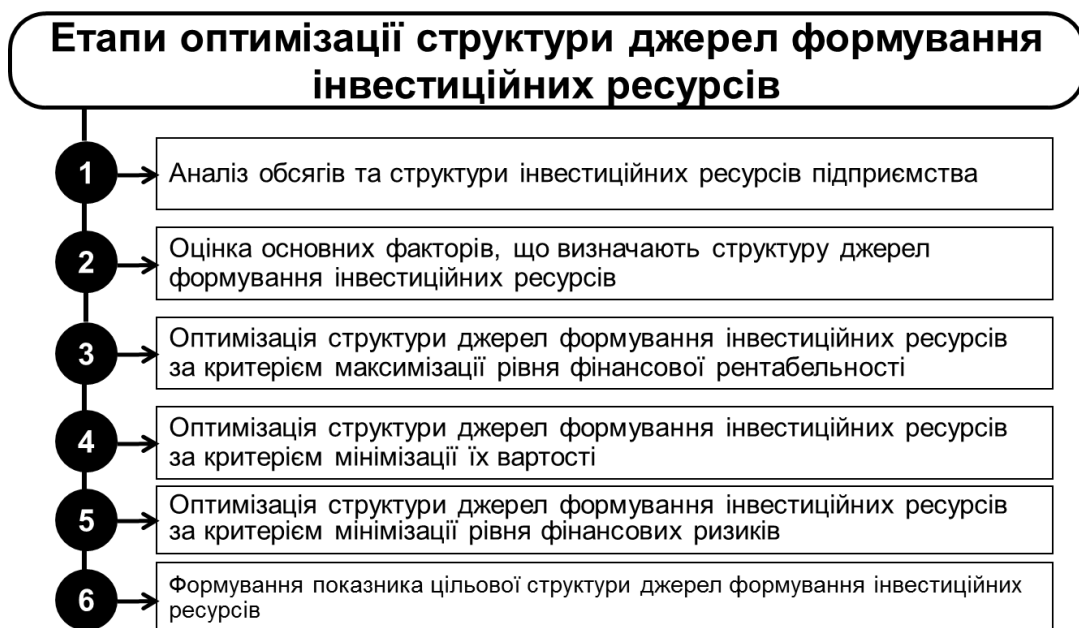 Етапи оптимізації структури джерел формування
інвестиційних ресурсів
1
Аналіз обсягів та структури інвестиційних ресурсів підприємства
2
Оцінка основних факторів, що визначають структуру джерел
формування інвестиційних ресурсів
3
Оптимізація структури джерел формування інвестиційних ресурсів
за критерієм максимізації рівня фінансової рентабельності
4
Оптимізація структури джерел формування інвестиційних ресурсів
за критерієм мінімізації їх вартості
5
Оптимізація структури джерел формування інвестиційних ресурсів
за критерієм мінімізації рівня фінансових ризиків
6
Формування показника цільової структури джерел формування інвестиційних
ресурсів